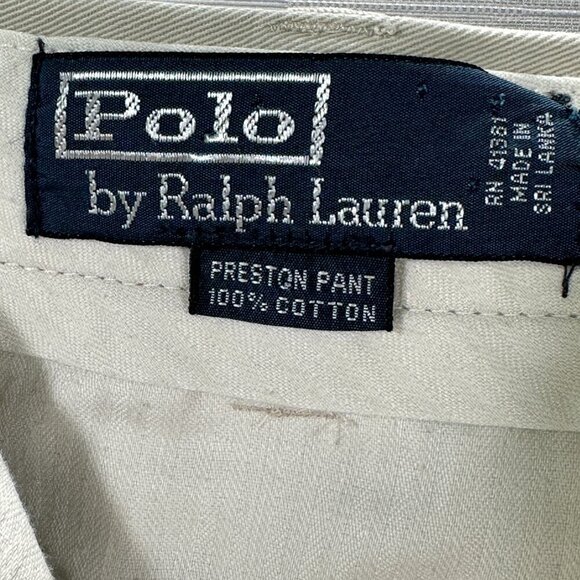 Polo
by Ralph Lauren
RN 41381
MADE IN
SRI LANKA
PRESTON PANT
100% COTTON